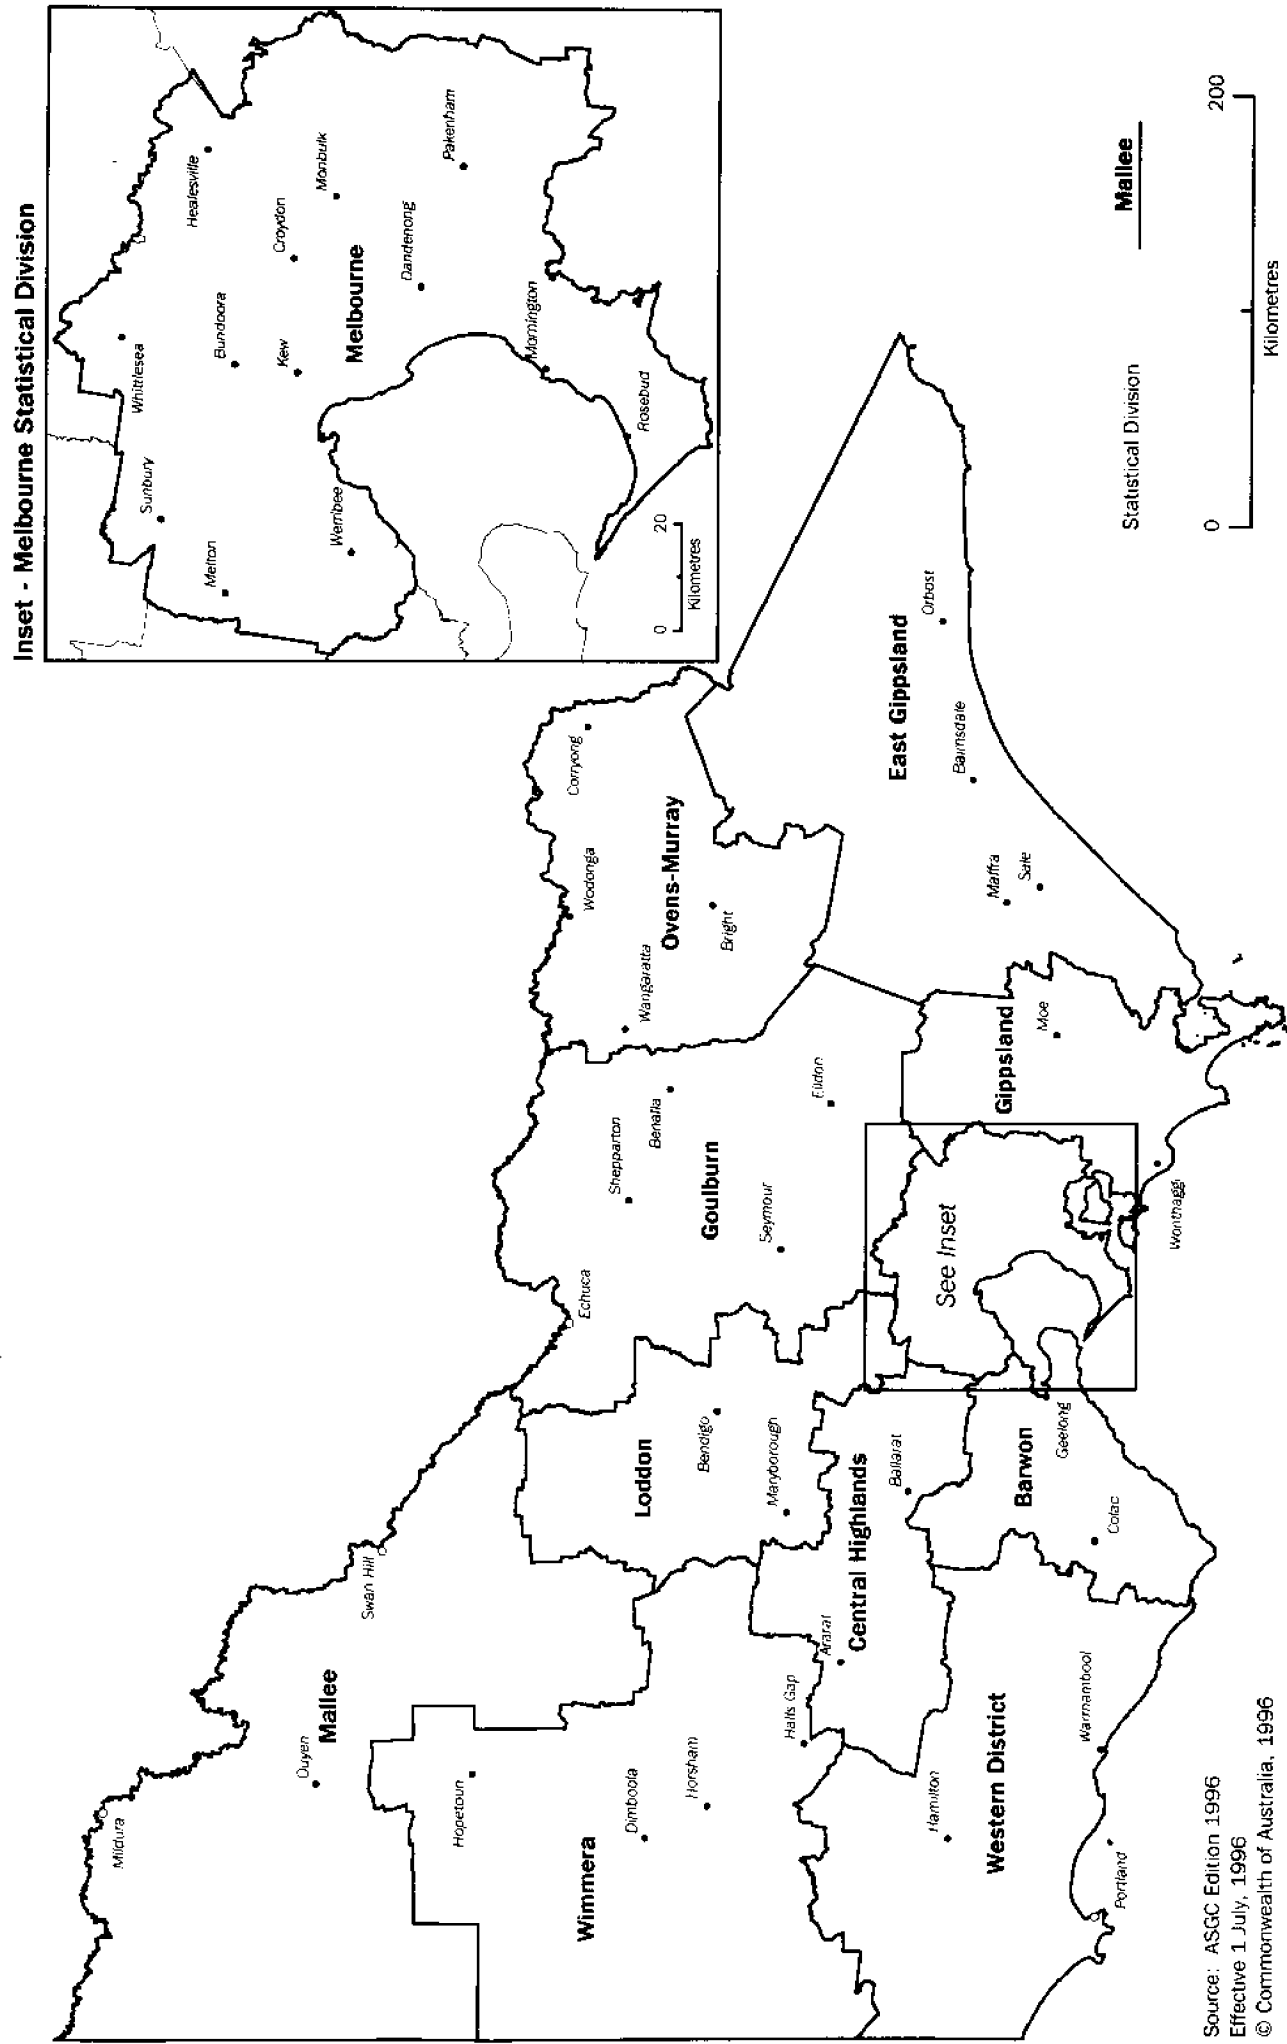 Inset - Melbourne Statistical Division
Whittlesea
Sunbury
Healesville
Melton
Bundoora
Kew
Croydon
Monbulk
Melbourne
Werribee
Dandenong
Pakenham
Mornington
Rosebud
0 20
Kilometres
Mildura
Ouyen
Mallee
Swan Hill
Hopetoun
Wimmera
Dimboola
Horsham
Halls Gap
Echuca
Loddon
Bendigo
Maryborough
Shepparton
Benalla
Goulburn
Seymour
Eildon
Corryong
Wodonga
Wangaratta
Ovens-Murray
Bright
Ararat
Central Highlands
Ballarat
Hamilton
Western District
Warrnambool
Portland
Barwon
Geelong
Colac
See Inset
Gippsland
Moe
Wonthaggi
East Gippsland
Orbost
Bairnsdale
Maffra
Sale
Statistical Division
Mallee
0 200
Kilometres
Source: ASGC Edition 1996
Effective 1 July, 1996
© Commonwealth of Australia, 1996